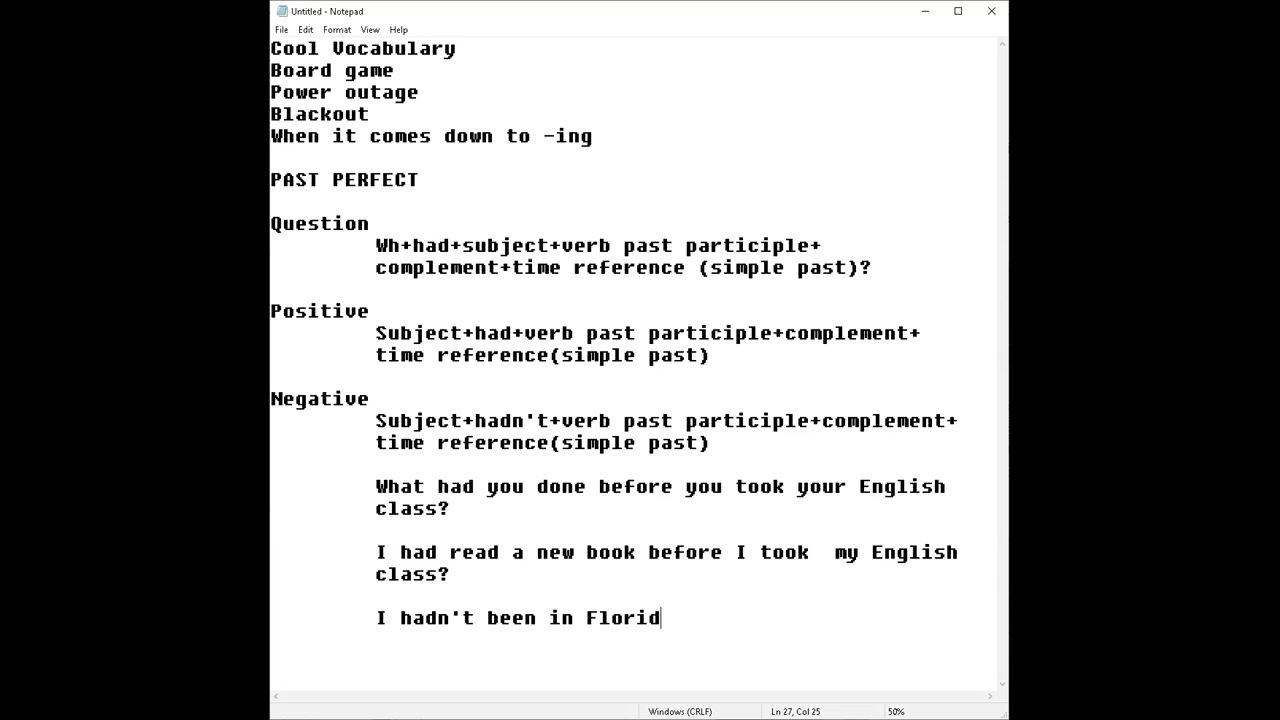 Untitled - Notepad
File Edit Format View Help
Cool Vocabulary
Board game
Power outage
Blackout
When it comes down to -ing
PAST PERFECT
Question
Wh+had+subject+verb past participle+
complement+time reference (simple past)?
Positive
Subject+had+verb past participle+complement+
time reference(simple past)
Negative
Subject+hadn't+verb past participle+complement+
time reference(simple past)
What had you done before you took your English
class?
I had read a new book before I took  my English
class?
I hadn't been in Florid
Windows (CRLF) Ln 27, Col 25 50%